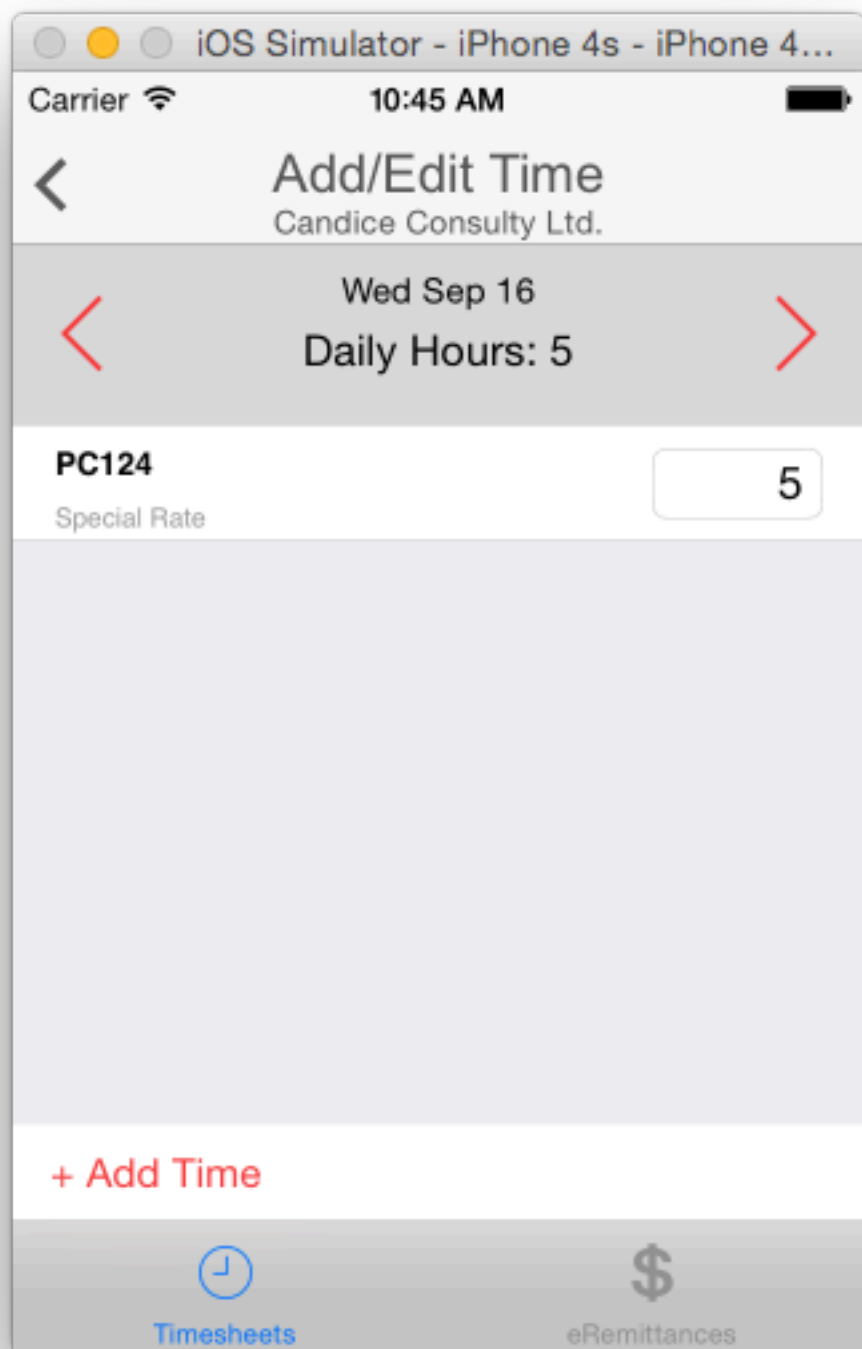 iOS Simulator - iPhone 4s - iPhone 4...
Carrier 10:45 AM
Add/Edit Time
Candice Consulty Ltd.
Wed Sep 16
Daily Hours: 5
PC124
5
Special Rate
+ Add Time
$
Timesheets eRemittances